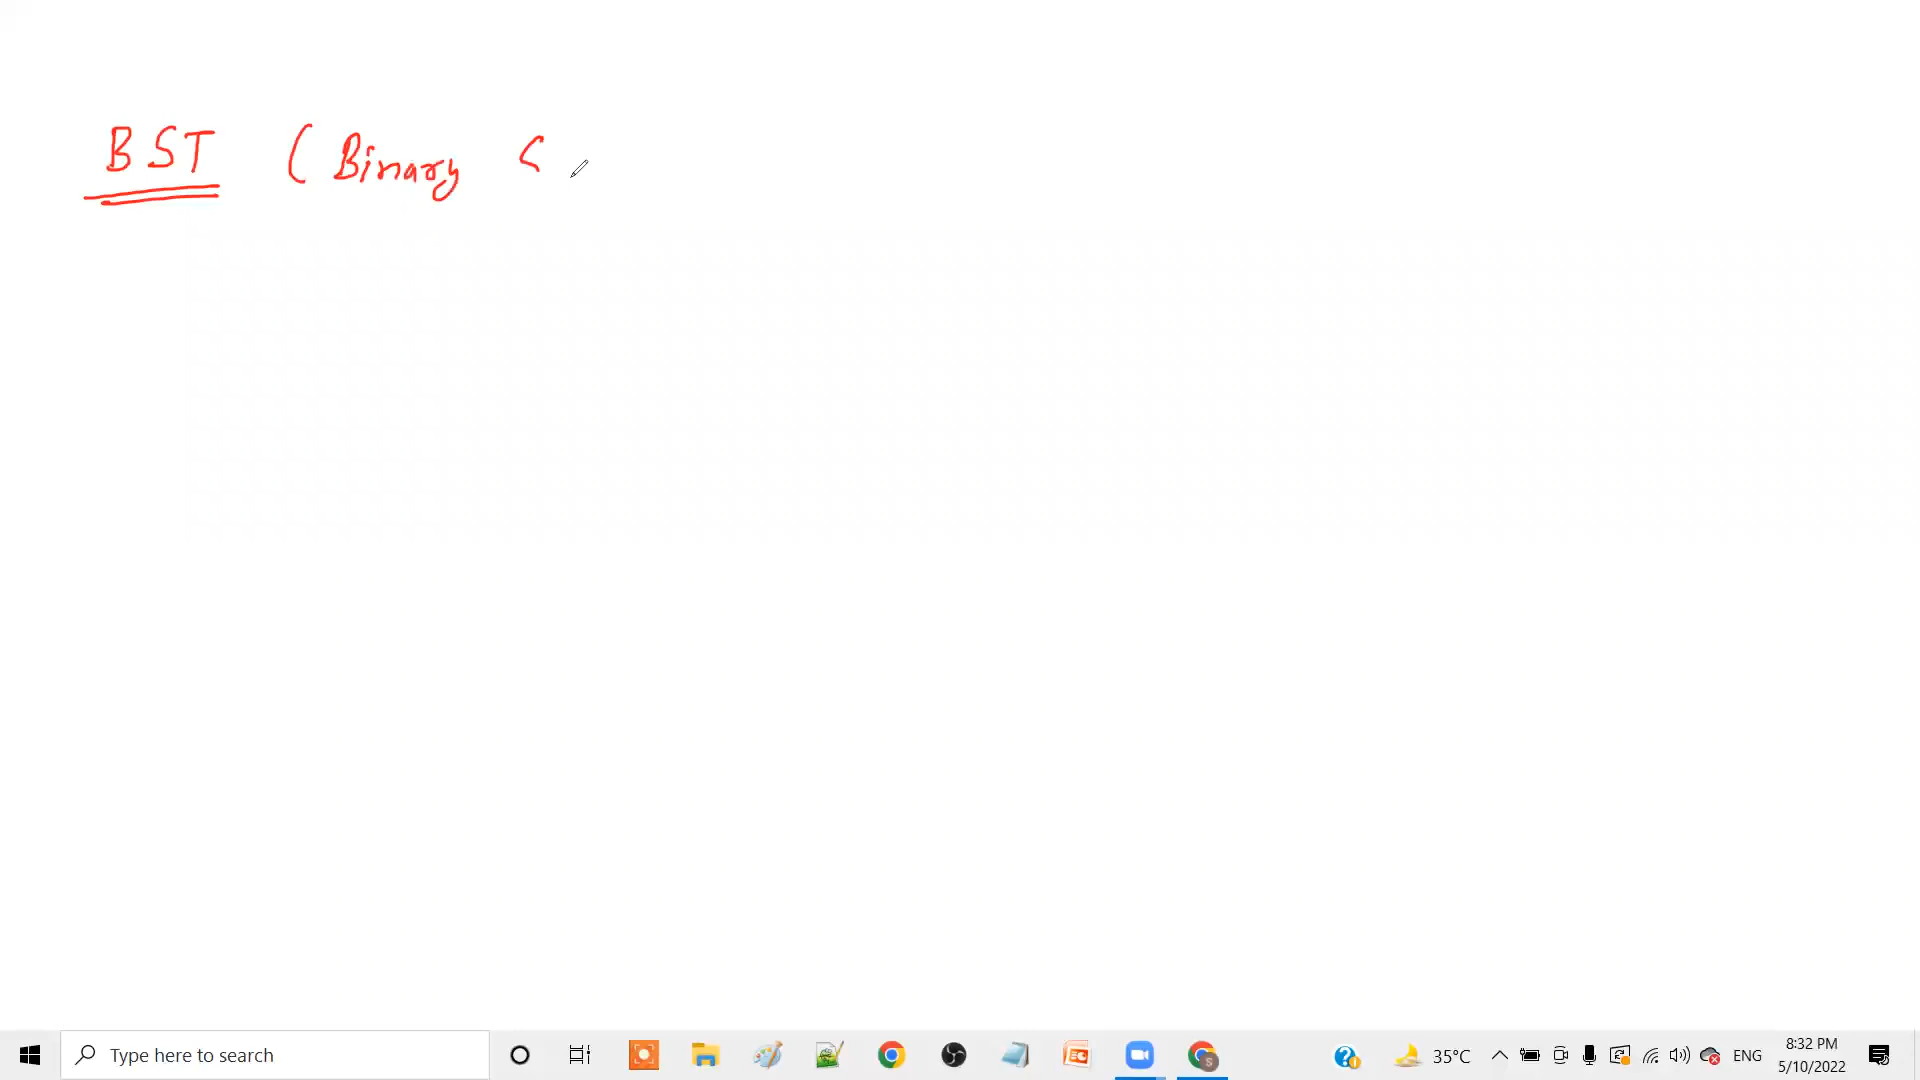 BST ( Binary
Type here to search
35°C
ENG
8:32 PM
5/10/2022